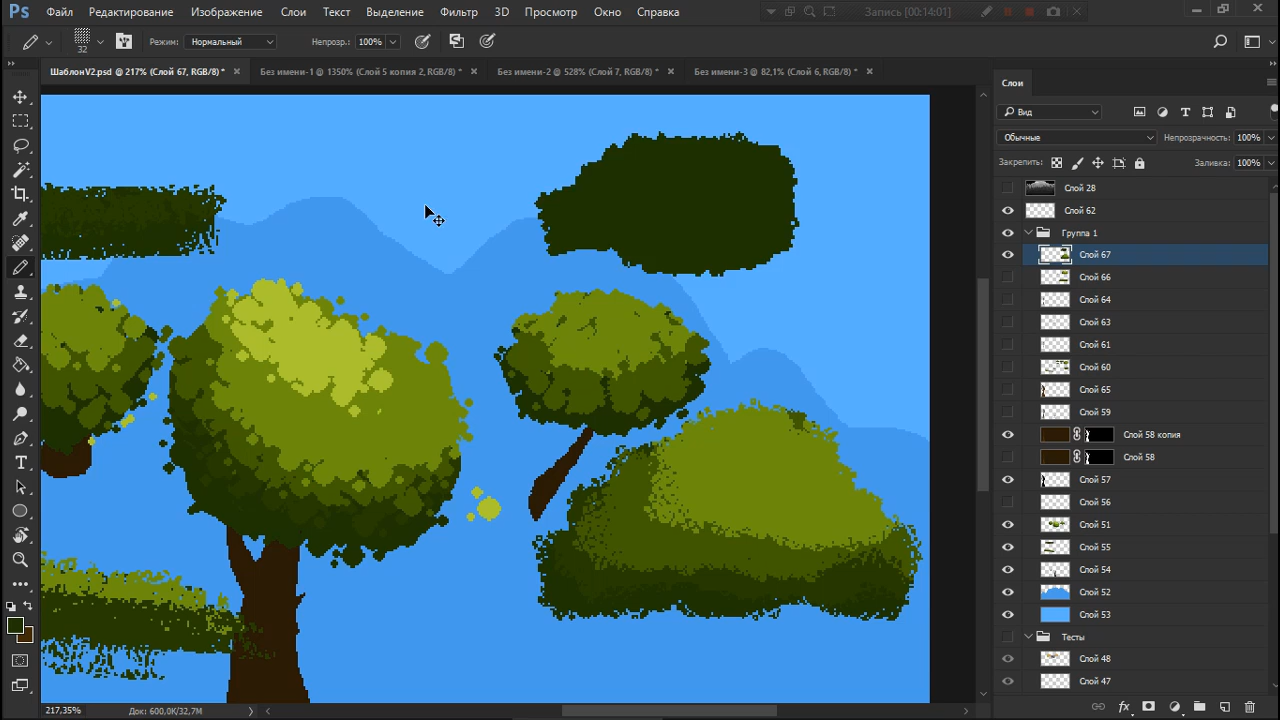 Ps Файл Редактирование Изображение Слои Текст Выделение Фильтр 3D Просмотр Окно Справка Запись [00:14:01]
32 Режим: Нормальный Непрозр.: 100%
ШаблонV2.psd @ 217% (Слой 67, RGB/8) * × Без имени-1 @ 1350% (Слой 5 копия 2, RGB/8) * × Без имени-2 @ 528% (Слой 7, RGB/8) * × Без имени-3 @ 82,1% (Слой 6, RGB/8) * ×
Слои
Вид
Обычные Непрозрачность: 100%
Закрепить: Заливка: 100%
Слой 28
Слой 62
Группа 1
Слой 67
Слой 66
Слой 64
Слой 63
Слой 61
Слой 60
Слой 65
Слой 59
Слой 58 копия
Слой 58
Слой 57
Слой 56
Слой 51
Слой 55
Слой 54
Слой 52
Слой 53
Тесты
Слой 48
Слой 47
217,35% Док: 600,0K/32,7M